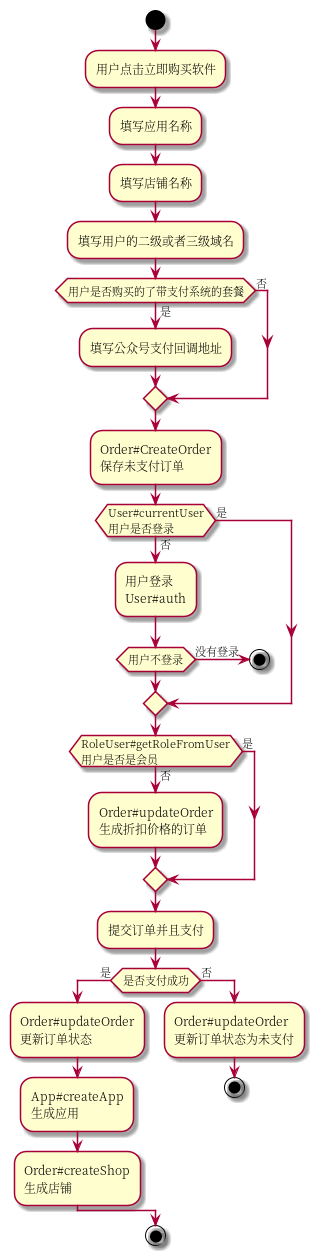 用户点击立即购买软件
填写应用名称
填写店铺名称
填写用户的二级或者三级域名
用户是否购买的了带支付系统的套餐
否
是
填写公众号支付回调地址
Order#CreateOrder
保存未支付订单
User#currentUser
用户是否登录
是
否
用户登录
User#auth
用户不登录
没有登录
RoleUser#getRoleFromUser
用户是否是会员
是
否
Order#updateOrder
生成折扣价格的订单
提交订单并且支付
是
是否支付成功
否
Order#updateOrder
更新订单状态
Order#updateOrder
更新订单状态为未支付
App#createApp
生成应用
Order#createShop
生成店铺